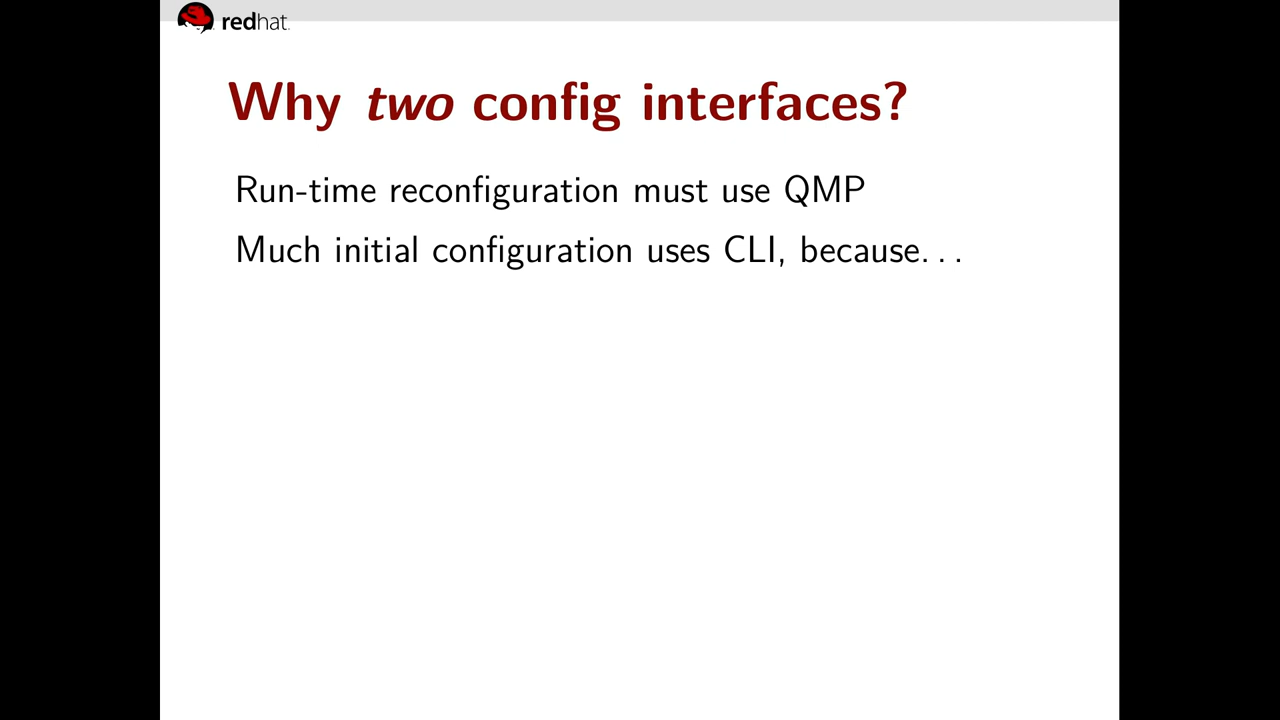 redhat.
Why two config interfaces?
Run-time reconfiguration must use QMP
Much initial configuration uses CLI, because. . .